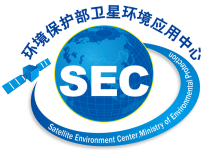 环境保护部卫星环境应用中心
SEC
Satellite Environment Center Ministry of Environmental Protection